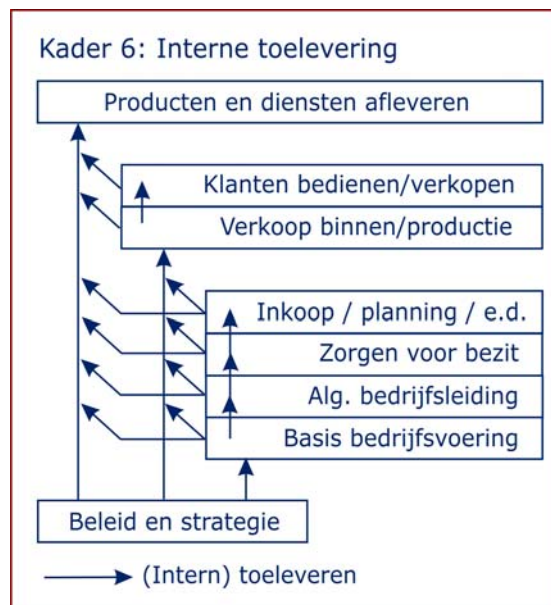 Kader 6: Interne toelevering
Producten en diensten afleveren
Klanten bedienen/verkopen
Verkoop binnen/productie
Inkoop / planning / e.d.
Zorgen voor bezit
Alg. bedrijfsleiding
Basis bedrijfsvoering
Beleid en strategie
(Intern) toeleveren